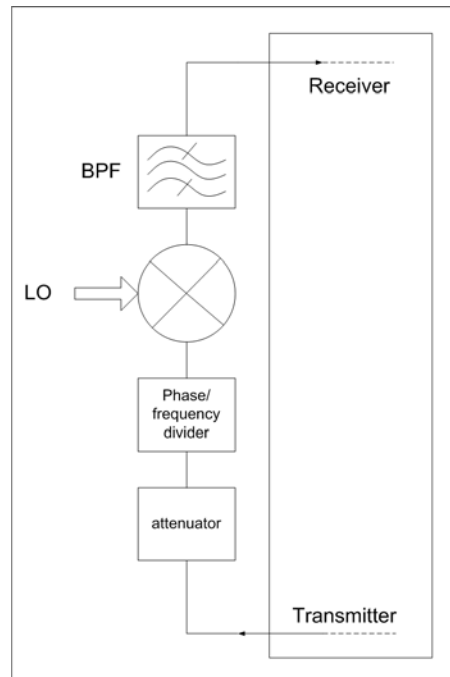 Receiver
BPF
LO
Phase/
frequency
divider
attenuator
Transmitter